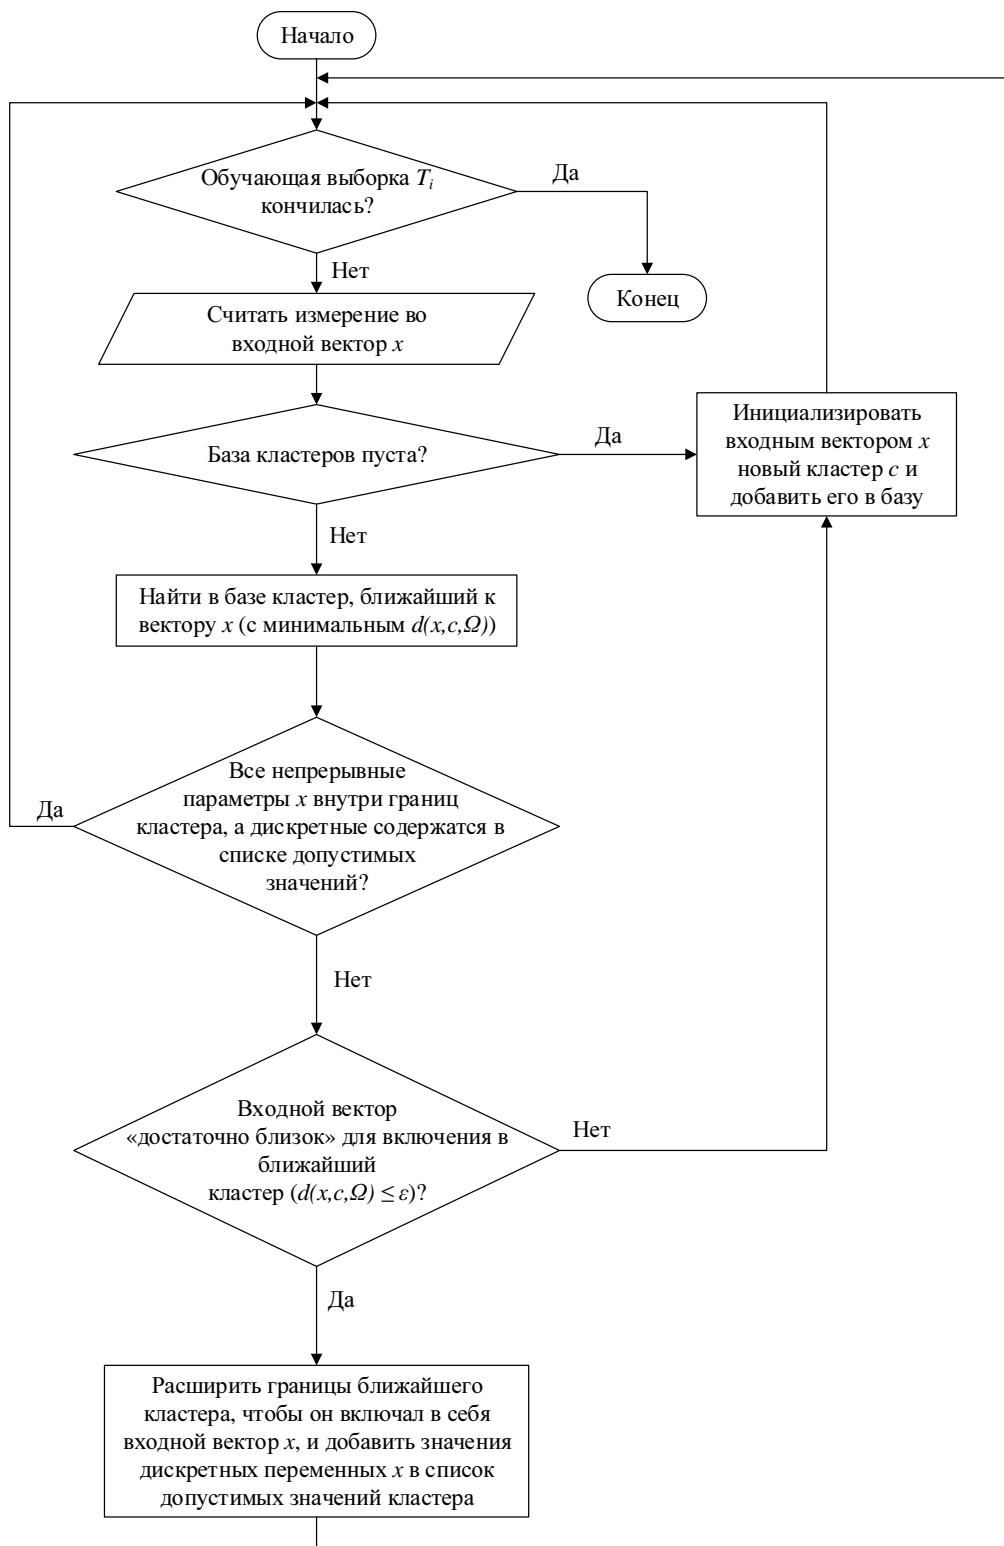 Начало
Обучающая выборка Ti
кончилась?
Да
Нет
Конец
Считать измерение во
входной вектор x
База кластеров пуста?
Да
Инициализировать
входным вектором x
новый кластер c и
добавить его в базу
Нет
Найти в базе кластер, ближайший к
вектору x (с минимальным d(x,c,Ω))
Все непрерывные
параметры x внутри границ
кластера, а дискретные содержатся в
списке допустимых
значений?
Да
Нет
Входной вектор
«достаточно близок» для включения в
ближайший
кластер (d(x,c,Ω) ≤ ε)?
Нет
Да
Расширить границы ближайшего
кластера, чтобы он включал в себя
входной вектор x, и добавить значения
дискретных переменных x в список
допустимых значений кластера